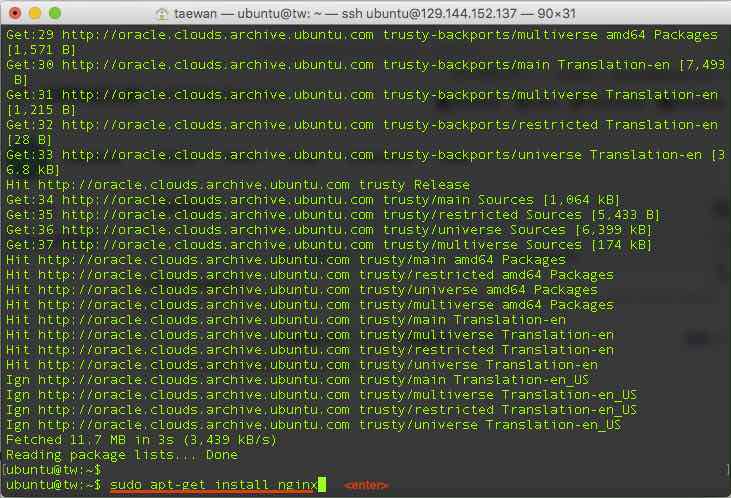 taewan — ubuntu@tw: ~ — ssh ubuntu@129.144.152.137 — 90×31
Get:29 http://oracle.clouds.archive.ubuntu.com trusty-backports/multiverse amd64 Packages
[1,571 B]
Get:30 http://oracle.clouds.archive.ubuntu.com trusty-backports/main Translation-en [7,493
 B]
Get:31 http://oracle.clouds.archive.ubuntu.com trusty-backports/multiverse Translation-en
[1,215 B]
Get:32 http://oracle.clouds.archive.ubuntu.com trusty-backports/restricted Translation-en
[28 B]
Get:33 http://oracle.clouds.archive.ubuntu.com trusty-backports/universe Translation-en [3
6.8 kB]
Hit http://oracle.clouds.archive.ubuntu.com trusty Release
Get:34 http://oracle.clouds.archive.ubuntu.com trusty/main Sources [1,064 kB]
Get:35 http://oracle.clouds.archive.ubuntu.com trusty/restricted Sources [5,433 B]
Get:36 http://oracle.clouds.archive.ubuntu.com trusty/universe Sources [6,399 kB]
Get:37 http://oracle.clouds.archive.ubuntu.com trusty/multiverse Sources [174 kB]
Hit http://oracle.clouds.archive.ubuntu.com trusty/main amd64 Packages
Hit http://oracle.clouds.archive.ubuntu.com trusty/restricted amd64 Packages
Hit http://oracle.clouds.archive.ubuntu.com trusty/universe amd64 Packages
Hit http://oracle.clouds.archive.ubuntu.com trusty/multiverse amd64 Packages
Hit http://oracle.clouds.archive.ubuntu.com trusty/main Translation-en
Hit http://oracle.clouds.archive.ubuntu.com trusty/multiverse Translation-en
Hit http://oracle.clouds.archive.ubuntu.com trusty/restricted Translation-en
Hit http://oracle.clouds.archive.ubuntu.com trusty/universe Translation-en
Ign http://oracle.clouds.archive.ubuntu.com trusty/main Translation-en_US
Ign http://oracle.clouds.archive.ubuntu.com trusty/multiverse Translation-en_US
Ign http://oracle.clouds.archive.ubuntu.com trusty/restricted Translation-en_US
Ign http://oracle.clouds.archive.ubuntu.com trusty/universe Translation-en_US
Fetched 11.7 MB in 3s (3,439 kB/s)
Reading package lists... Done
[ubuntu@tw:~$ ]
ubuntu@tw:~$ sudo apt-get install nginx <enter>